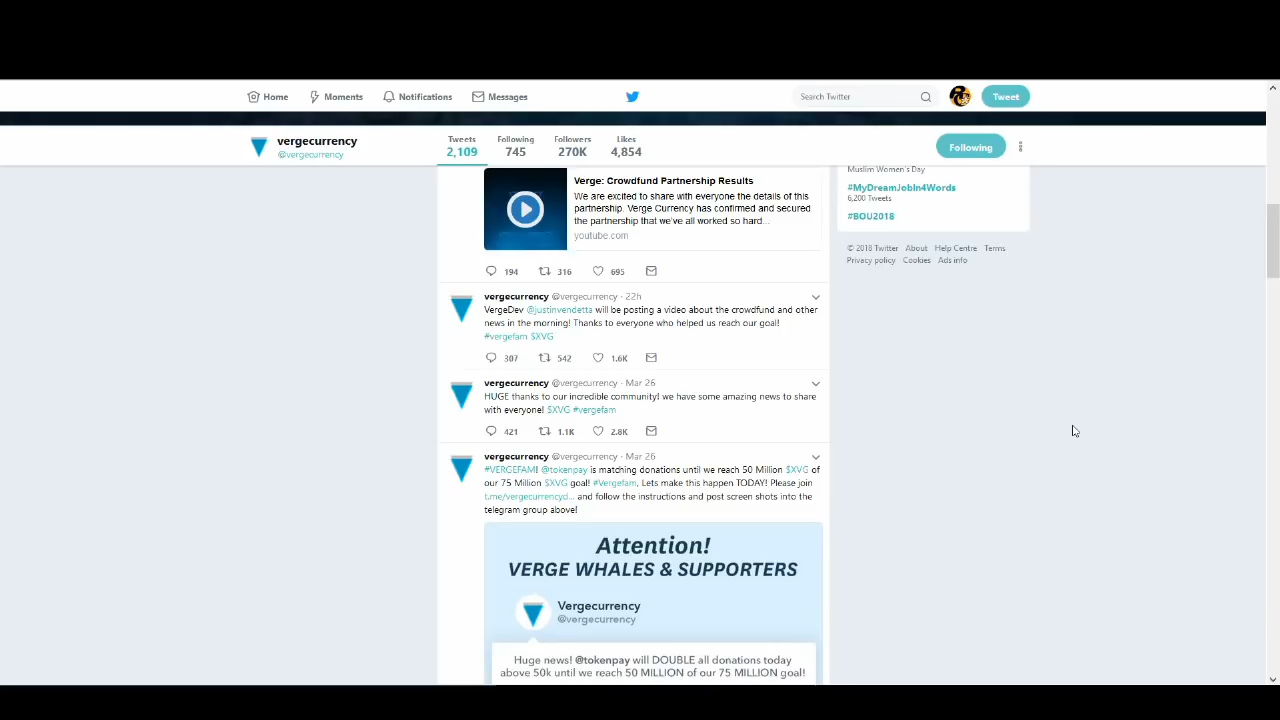 Home Moments Notifications Messages Search Twitter Tweet
vergecurrency
@vergecurrency
Tweets Following Followers Likes
2,109 745 270K 4,854
Following
Verge: Crowdfund Partnership Results
We are excited to share with everyone the details of this
partnership. Verge Currency has confirmed and secured
the partnership that we've all worked so hard...
youtube.com
194 316 695
vergecurrency @vergecurrency · 22h
VergeDev @justinvendetta will be posting a video about the crowdfund and other
news in the morning! Thanks to everyone who helped us reach our goal!
#vergefam $XVG
307 542 1.6K
vergecurrency @vergecurrency · Mar 26
HUGE thanks to our incredible community! we have some amazing news to share
with everyone! $XVG #vergefam
421 1.1K 2.8K
vergecurrency @vergecurrency · Mar 26
#VERGEFAM! @tokenpay is matching donations until we reach 50 Million $XVG of
our 75 Million $XVG goal! #Vergefam, Lets make this happen TODAY! Please join
t.me/vergecurrencyd... and follow the instructions and post screen shots into the
telegram group above!
Attention!
VERGE WHALES & SUPPORTERS
Vergecurrency
@vergecurrency
Huge news! @tokenpay will DOUBLE all donations today
above 50k until we reach 50 MILLION of our 75 MILLION goal!
Muslim Women's Day
#MyDreamJobIn4Words
6,200 Tweets
#BOU2018
© 2018 Twitter About Help Centre Terms
Privacy policy Cookies Ads info